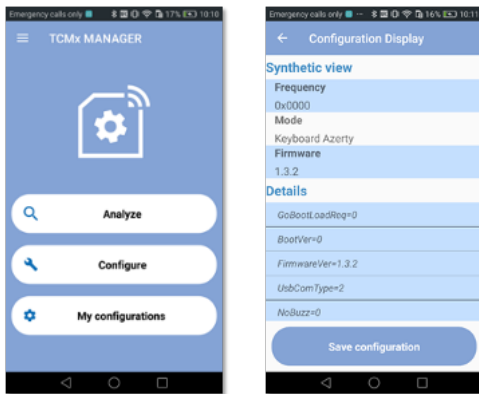 Emergency calls only 17% 10:10
TCMx MANAGER
Analyze
Configure
My configurations
Emergency calls only 16% 10:11
Configuration Display
Synthetic view
Frequency
0x0000
Mode
Keyboard Azerty
Firmware
1.3.2
Details
GoBootLoadReq=0
BootVer=0
FirmwareVer=1.3.2
UsbComType=2
NoBuzz=0
Save configuration